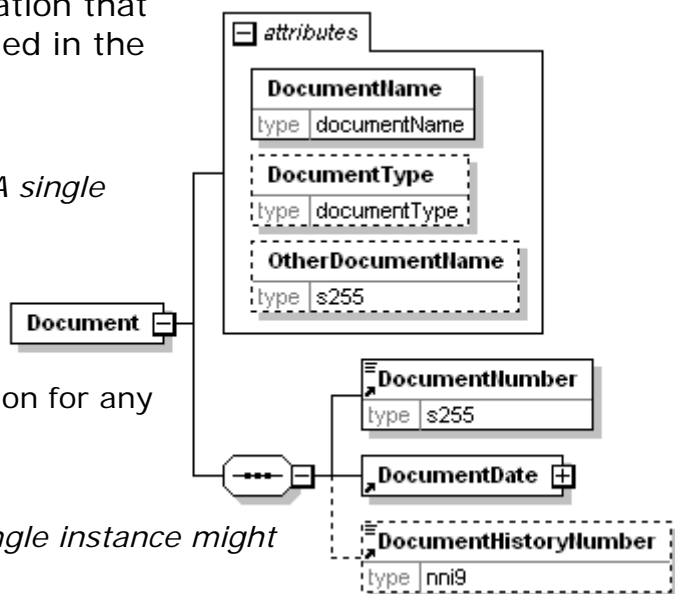 ation that
ed in the
A single
on for any
ngle instance might
attributes
DocumentName
type documentName
DocumentType
type documentType
OtherDocumentName
type s255
Document
DocumentNumber
type s255
DocumentDate
DocumentHistoryNumber
type nni9